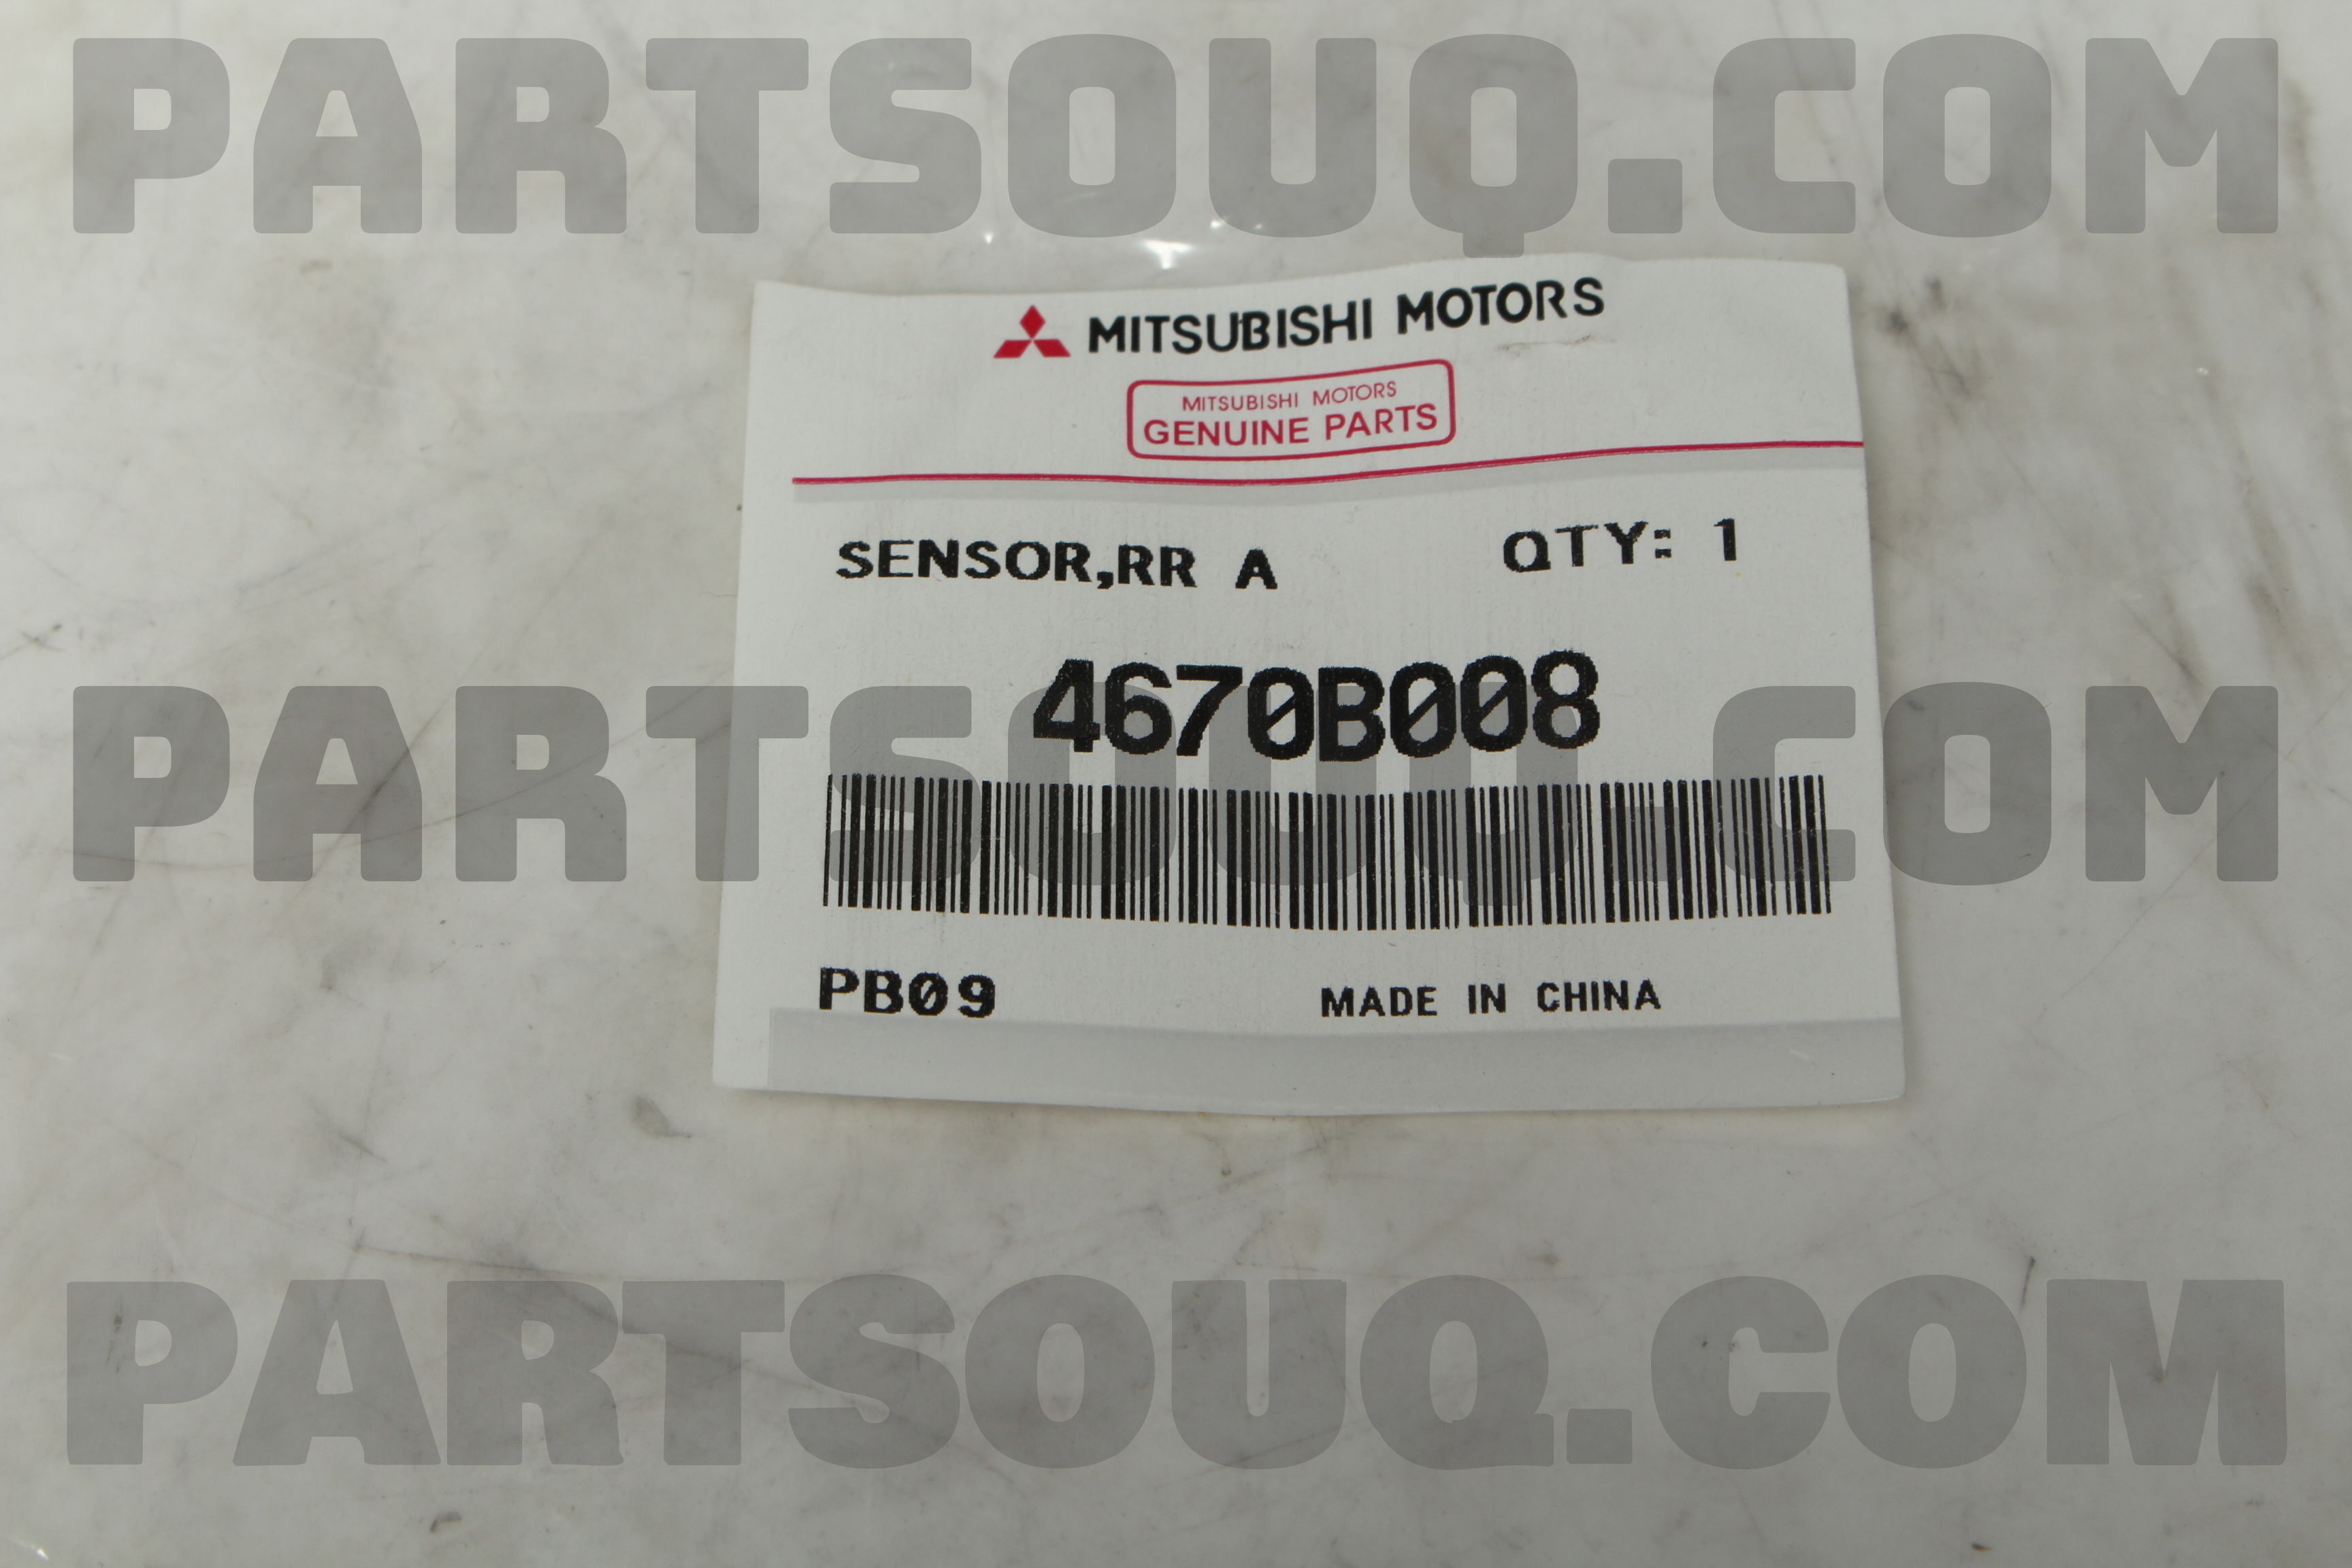 PARTSOUQ.COM
MITSUBISHI MOTORS
MITSUBISHI MOTORS
GENUINE PARTS
SENSOR,RR A QTY: 1
4670B008
PARTSOUQ.COM
PB09 MADE IN CHINA
PARTSOUQ.COM